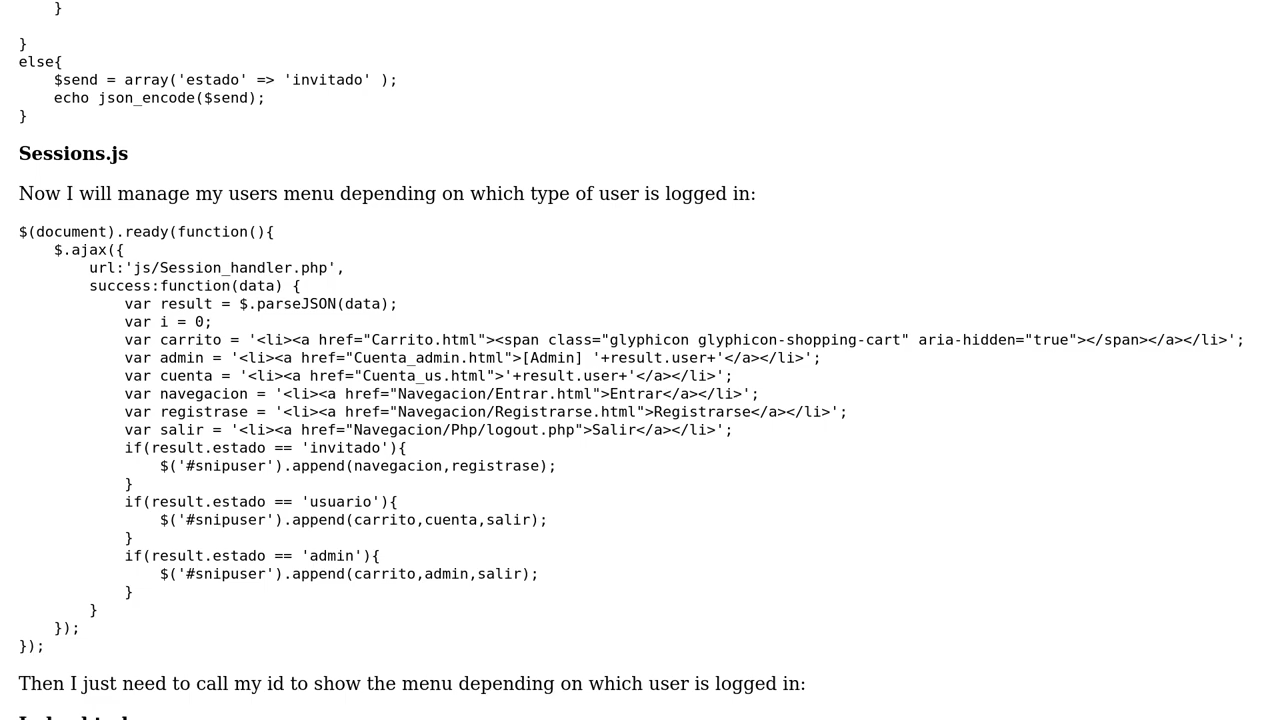 }

}
else{
    $send = array('estado' => 'invitado' );
    echo json_encode($send);
}
Sessions.js
Now I will manage my users menu depending on which type of user is logged in:
$(document).ready(function(){
    $.ajax({
        url:'js/Session_handler.php',
        success:function(data) {
            var result = $.parseJSON(data);
            var i = 0;
            var carrito = '<li><a href="Carrito.html"><span class="glyphicon glyphicon-shopping-cart" aria-hidden="true"></span></a></li>';
            var admin = '<li><a href="Cuenta_admin.html">[Admin] '+result.user+'</a></li>';
            var cuenta = '<li><a href="Cuenta_us.html">'+result.user+'</a></li>';
            var navegacion = '<li><a href="Navegacion/Entrar.html">Entrar</a></li>';
            var registrase = '<li><a href="Navegacion/Registrarse.html">Registrarse</a></li>';
            var salir = '<li><a href="Navegacion/Php/logout.php">Salir</a></li>';
            if(result.estado == 'invitado'){
                $('#snipuser').append(navegacion,registrase);
            }
            if(result.estado == 'usuario'){
                $('#snipuser').append(carrito,cuenta,salir);
            }
            if(result.estado == 'admin'){
                $('#snipuser').append(carrito,admin,salir);
            }
        }
    });
});
Then I just need to call my id to show the menu depending on which user is logged in: